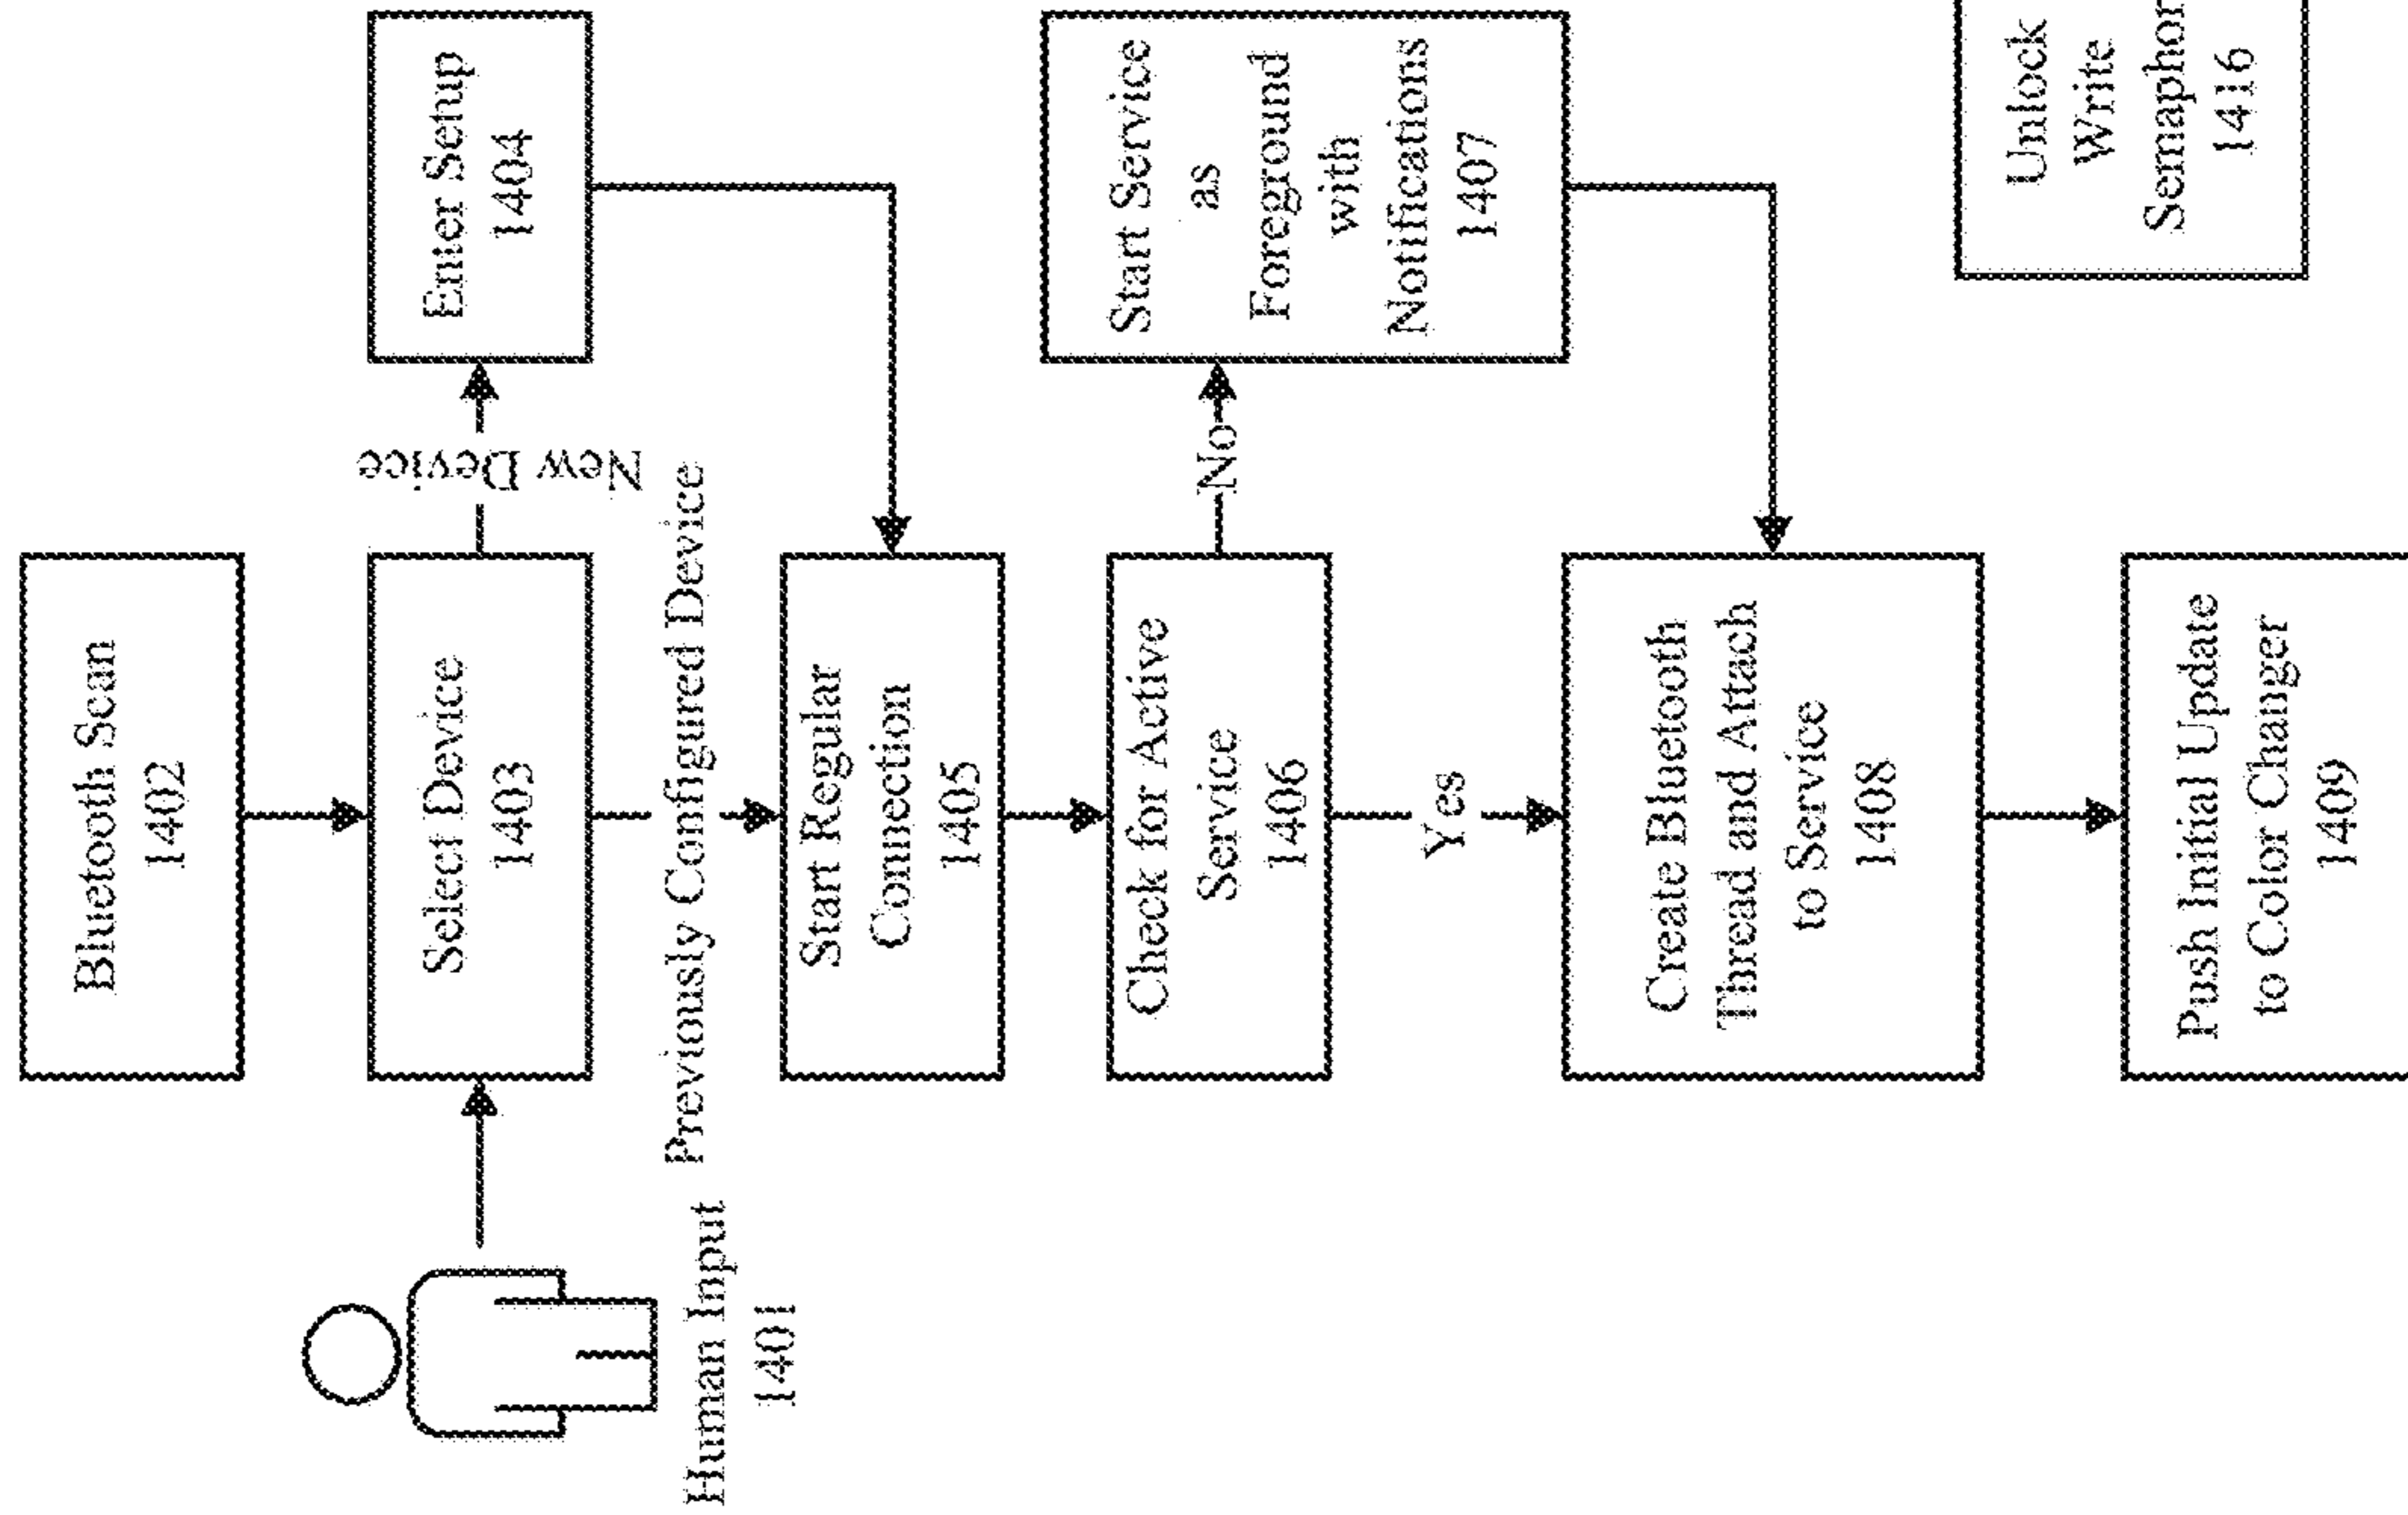 Bluetooth Scan
1402
Select Device
1403
New Device
Enter Setup
1404
Human Input
1401
Previously Configured Device
Start Regular
Connection
1405
Check for Active
Service
1406
No
Start Service
as
Foreground
with
Notifications
1407
Yes
Create Bluetooth
Thread and Attach
to Service
1408
Push Initial Update
to Color Changer
1409
Unlock
Write
Semaphor
1416